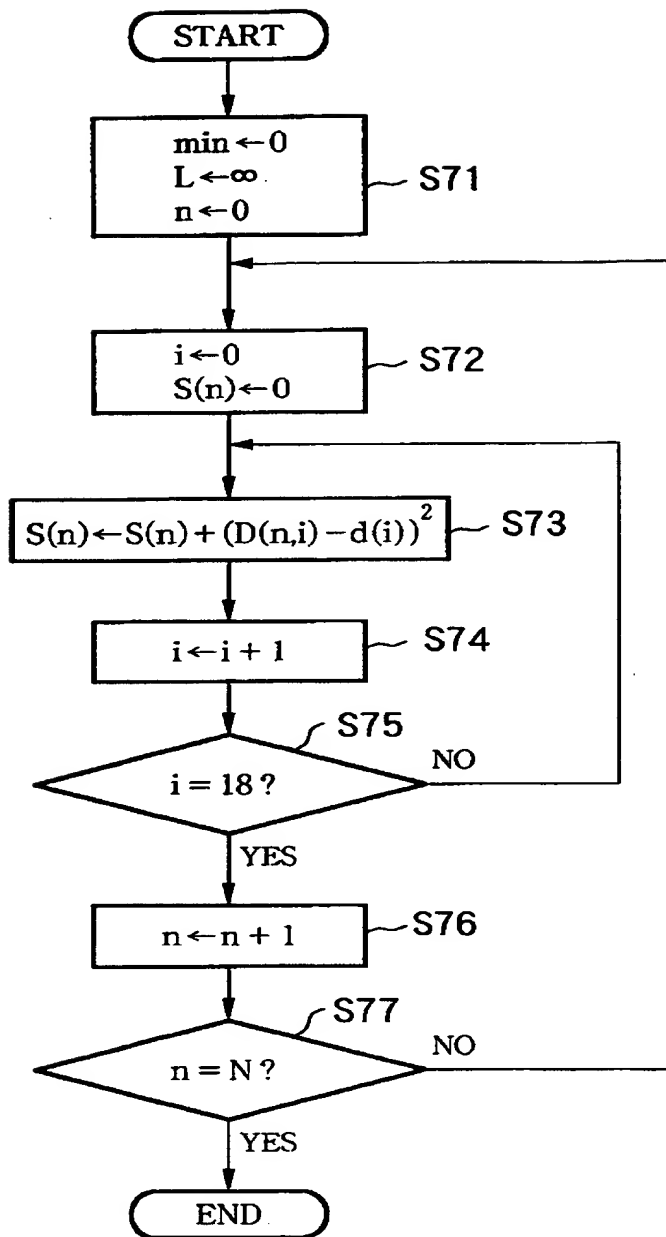 START
min←0
L←∞
n←0
S71
i←0
S(n)←0
S72
S(n)←S(n)+(D(n,i)−d(i))²
S73
i←i+1
S74
S75
i=18?
NO
YES
n←n+1
S76
S77
n=N?
NO
YES
END